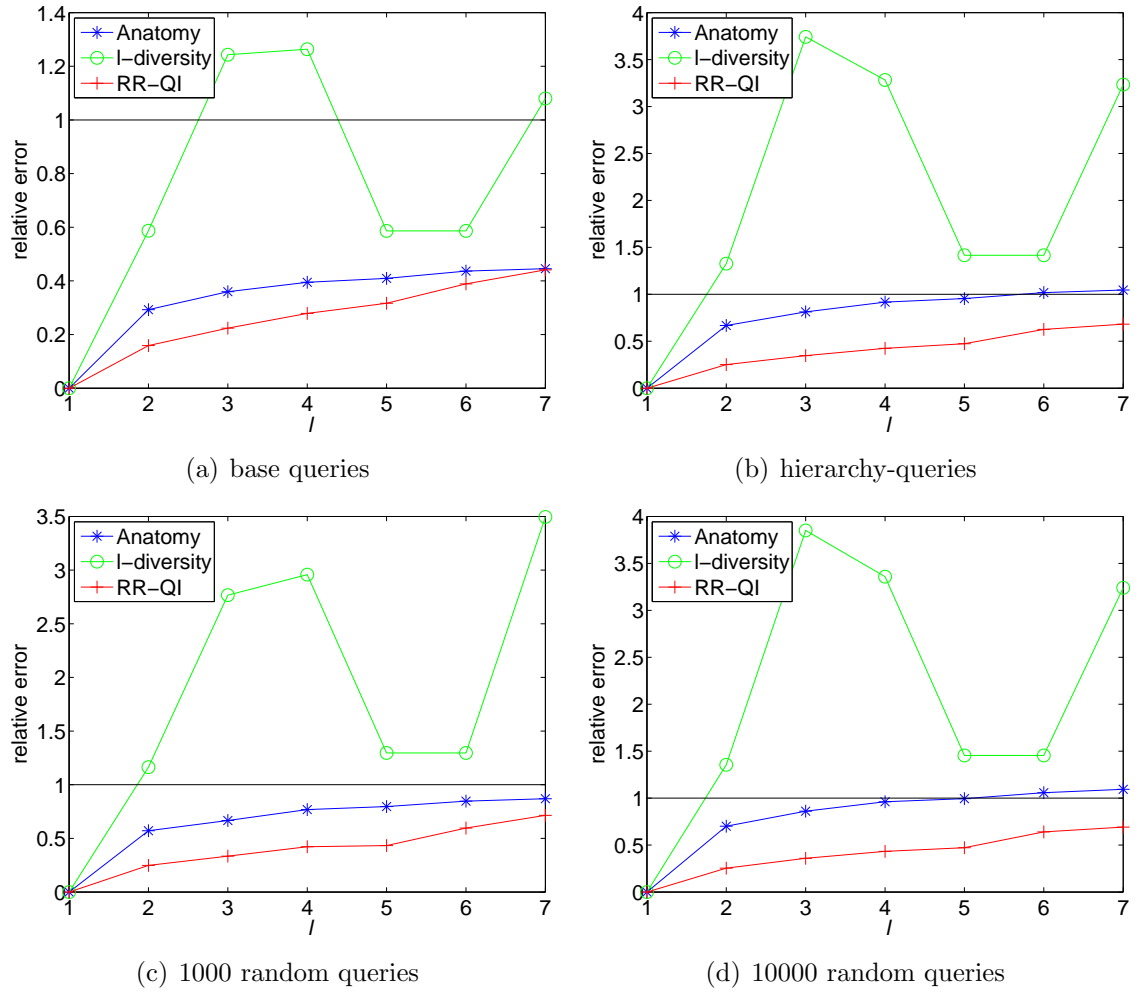 1.4
1.2
1
0.8
0.6
0.4
0.2
0
relative error
Anatomy
l−diversity
RR−QI
1 2 3 4 5 6 7
l
(a) base queries
4
3.5
3
2.5
2
1.5
1
0.5
0
relative error
Anatomy
l−diversity
RR−QI
1 2 3 4 5 6 7
l
(b) hierarchy-queries
3.5
3
2.5
2
1.5
1
0.5
0
relative error
Anatomy
l−diversity
RR−QI
1 2 3 4 5 6 7
l
(c) 1000 random queries
4
3.5
3
2.5
2
1.5
1
0.5
0
relative error
Anatomy
l−diversity
RR−QI
1 2 3 4 5 6 7
l
(d) 10000 random queries